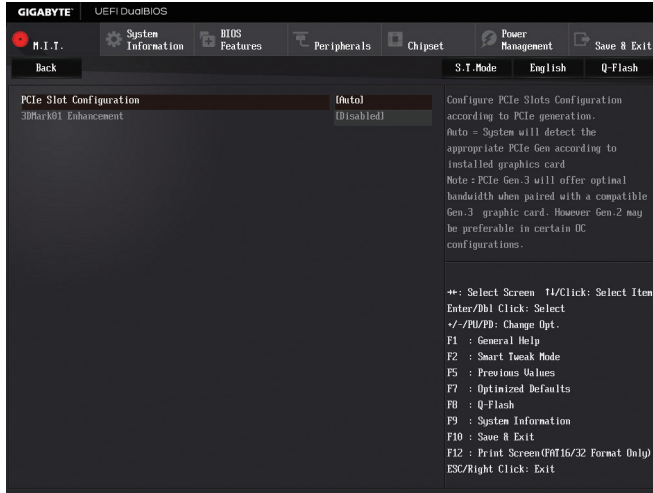 GIGABYTE™ UEFI DualBIOS
M.I.T.
System Information
BIOS Features
Peripherals
Chipset
Power Management
Save & Exit
Back
S.T.Mode English Q-Flash
PCIe Slot Configuration [Auto]
3DMark01 Enhancement [Disabled]
Configure PCIe Slots Configuration
according to PCIe generation.
Auto = System will detect the
appropriate PCIe Gen according to
installed graphics card
Note : PCIe Gen.3 will offer optimal
bandwidth when paired with a compatible
Gen.3 graphic card. However Gen.2 may
be preferable in certain OC
configurations.
→←: Select Screen ↑↓/Click: Select Item
Enter/Dbl Click: Select
+/-/PU/PD: Change Opt.
F1 : General Help
F2 : Smart Tweak Mode
F5 : Previous Values
F7 : Optimized Defaults
F8 : Q-Flash
F9 : System Information
F10 : Save & Exit
F12 : Print Screen(FAT16/32 Format Only)
ESC/Right Click: Exit